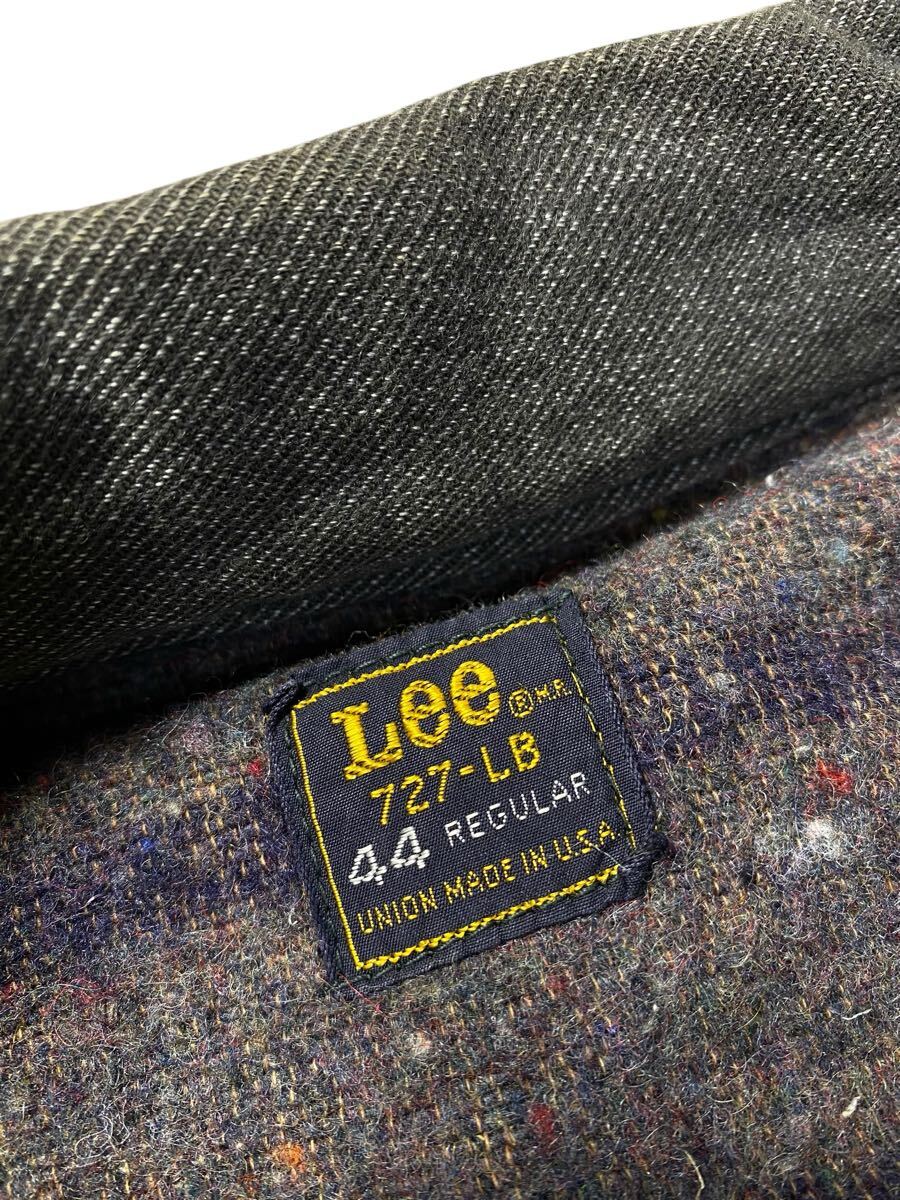 Lee ® M.R.
727-LB
44 REGULAR
UNION MADE IN U.S.A.